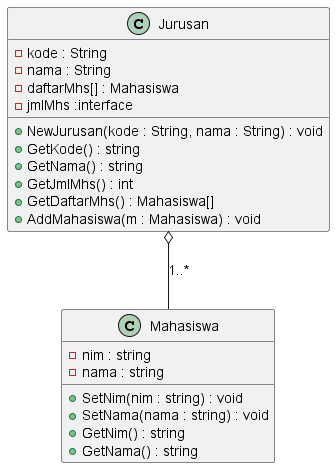 C Jurusan
kode : String
nama : String
daftarMhs[] : Mahasiswa
jmlMhs :interface
NewJurusan(kode : String, nama : String) : void
GetKode() : string
GetNama() : string
GetJmlMhs() : int
GetDaftarMhs() : Mahasiswa[]
AddMahasiswa(m : Mahasiswa) : void
1..*
C Mahasiswa
nim : string
nama : string
SetNim(nim : string) : void
SetNama(nama : string) : void
GetNim() : string
GetNama() : string